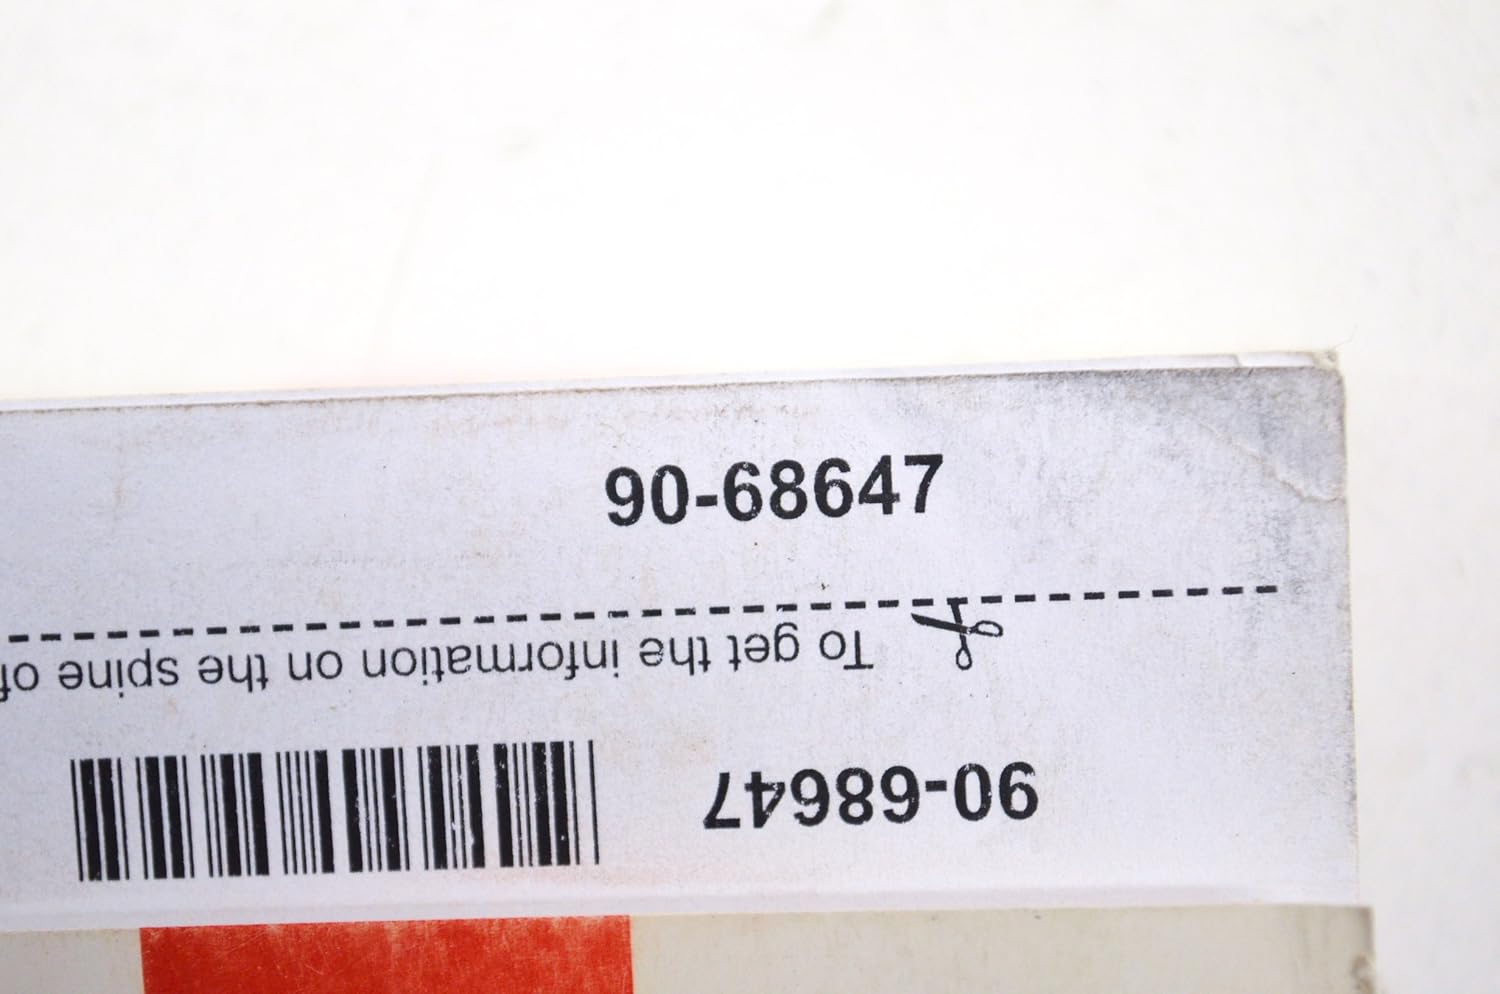 90-68647
To get the information on the spine of
90-68647